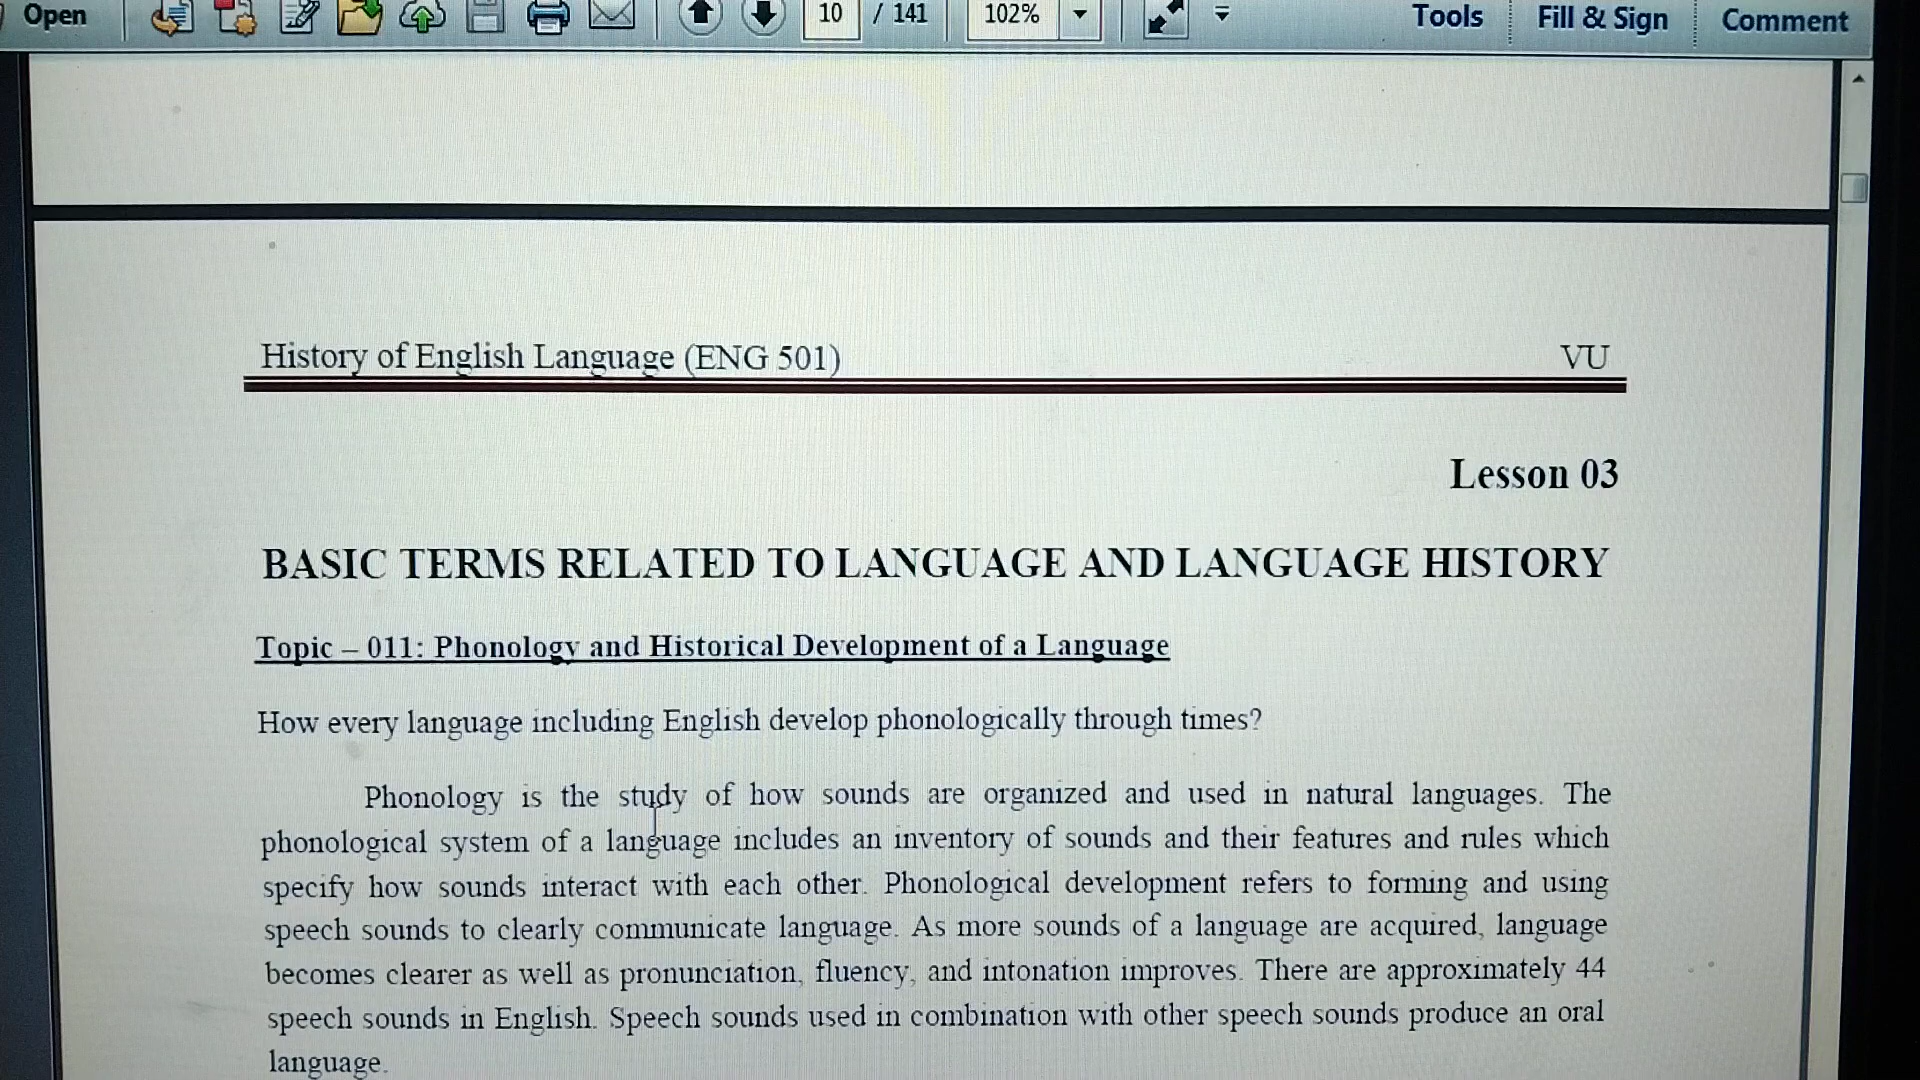 Open 10 / 141 102% Tools Fill & Sign Comment
History of English Language (ENG 501) VU
Lesson 03
BASIC TERMS RELATED TO LANGUAGE AND LANGUAGE HISTORY
Topic – 011: Phonology and Historical Development of a Language
How every language including English develop phonologically through times?
Phonology is the study of how sounds are organized and used in natural languages. The
phonological system of a language includes an inventory of sounds and their features and rules which
specify how sounds interact with each other. Phonological development refers to forming and using
speech sounds to clearly communicate language. As more sounds of a language are acquired, language
becomes clearer as well as pronunciation, fluency, and intonation improves. There are approximately 44
speech sounds in English. Speech sounds used in combination with other speech sounds produce an oral
language.